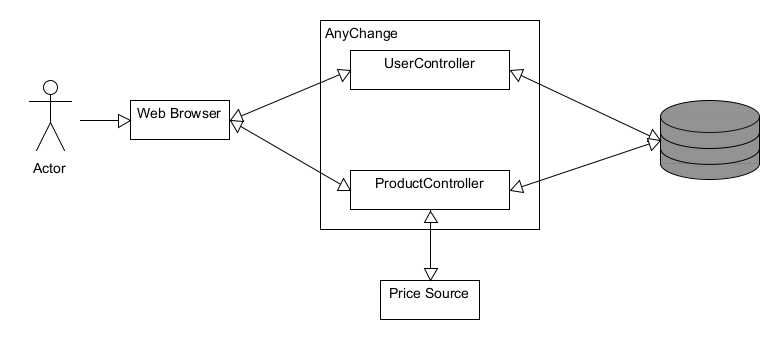 AnyChange
UserController
Web Browser
Actor
ProductController
Price Source